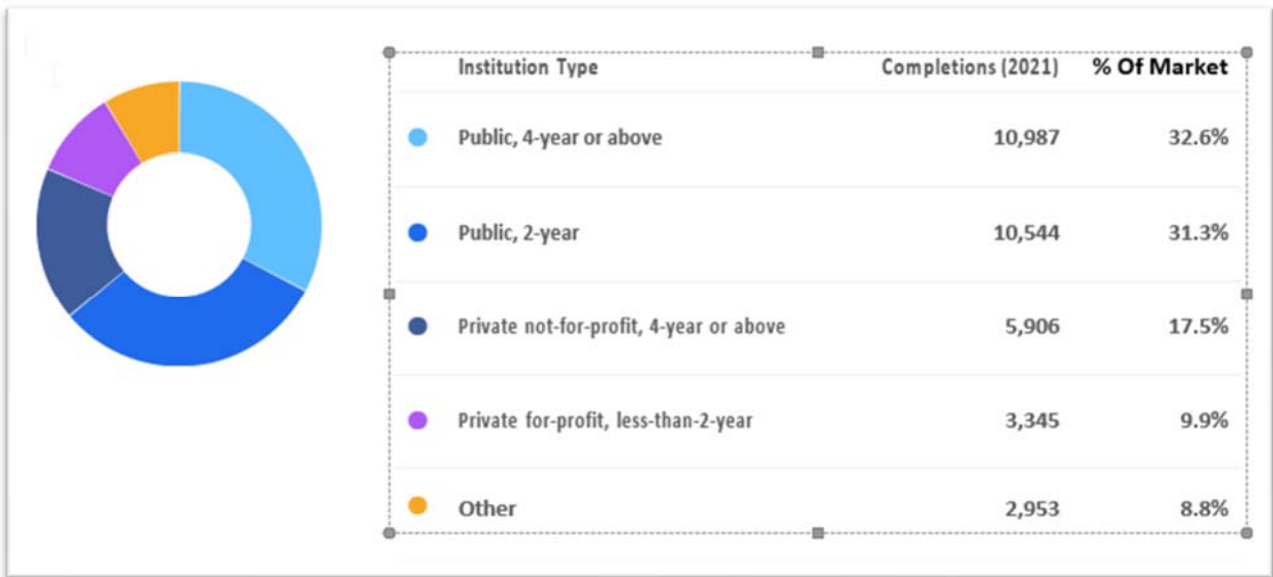 Institution Type Completions (2021) % Of Market
Public, 4-year or above 10,987 32.6%
Public, 2-year 10,544 31.3%
Private not-for-profit, 4-year or above 5,906 17.5%
Private for-profit, less-than-2-year 3,345 9.9%
Other 2,953 8.8%